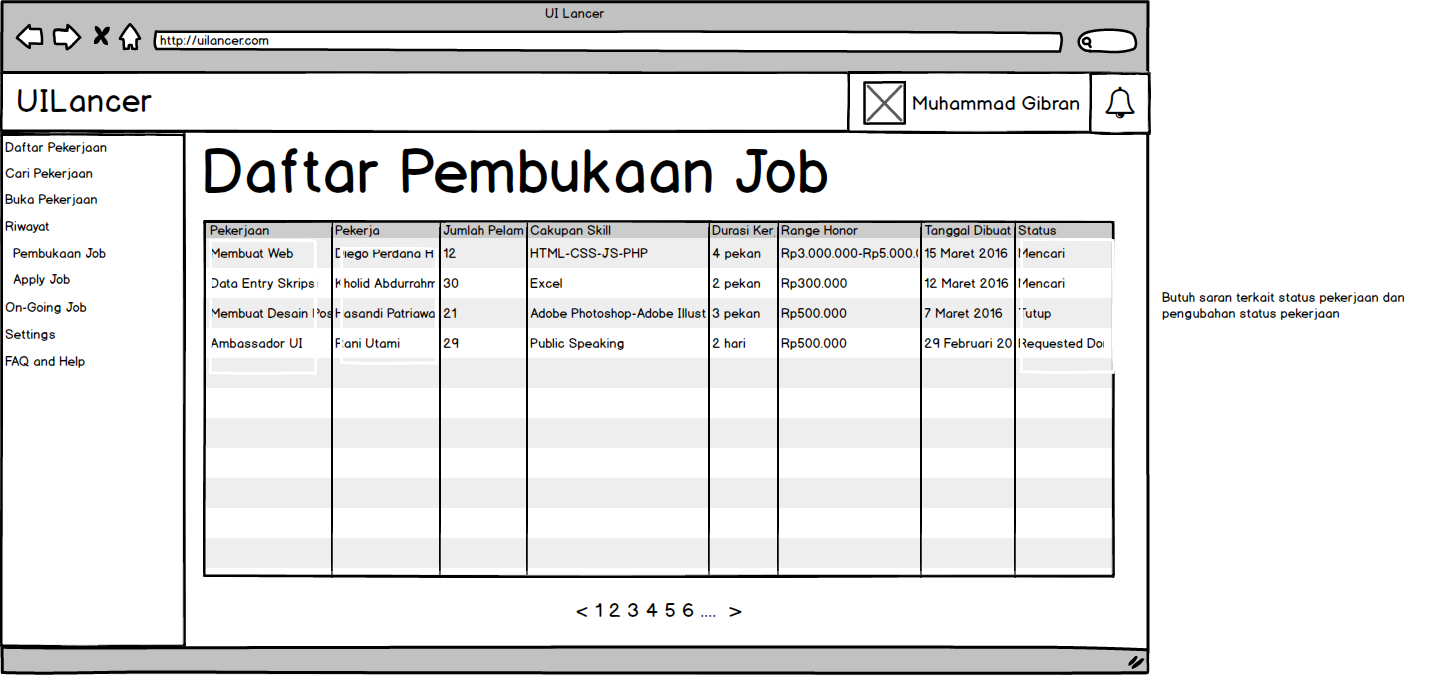 UI Lancer
http://uilancer.com
UILancer
Muhammad Gibran
Daftar Pekerjaan
Cari Pekerjaan
Buka Pekerjaan
Riwayat
Pembukaan Job
Apply Job
On-Going Job
Settings
FAQ and Help
Daftar Pembukaan Job
Pekerjaan Pekerja Jumlah Pelam Cakupan Skill Durasi Ker Range Honor Tanggal Dibuat Status
Membuat Web Diego Perdana H 12 HTML-CSS-JS-PHP 4 pekan Rp3.000.000-Rp5.000.0 15 Maret 2016 Mencari
Data Entry Skrips Kholid Abdurrahm 30 Excel 2 pekan Rp300.000 12 Maret 2016 Mencari
Membuat Desain Pos Hasandi Patriawa 21 Adobe Photoshop-Adobe Illust 3 pekan Rp500.000 7 Maret 2016 Tutup
Ambassador UI Rani Utami 29 Public Speaking 2 hari Rp500.000 29 Februari 20 Requested Do
< 1 2 3 4 5 6 .... >
Butuh saran terkait status pekerjaan dan
pengubahan status pekerjaan